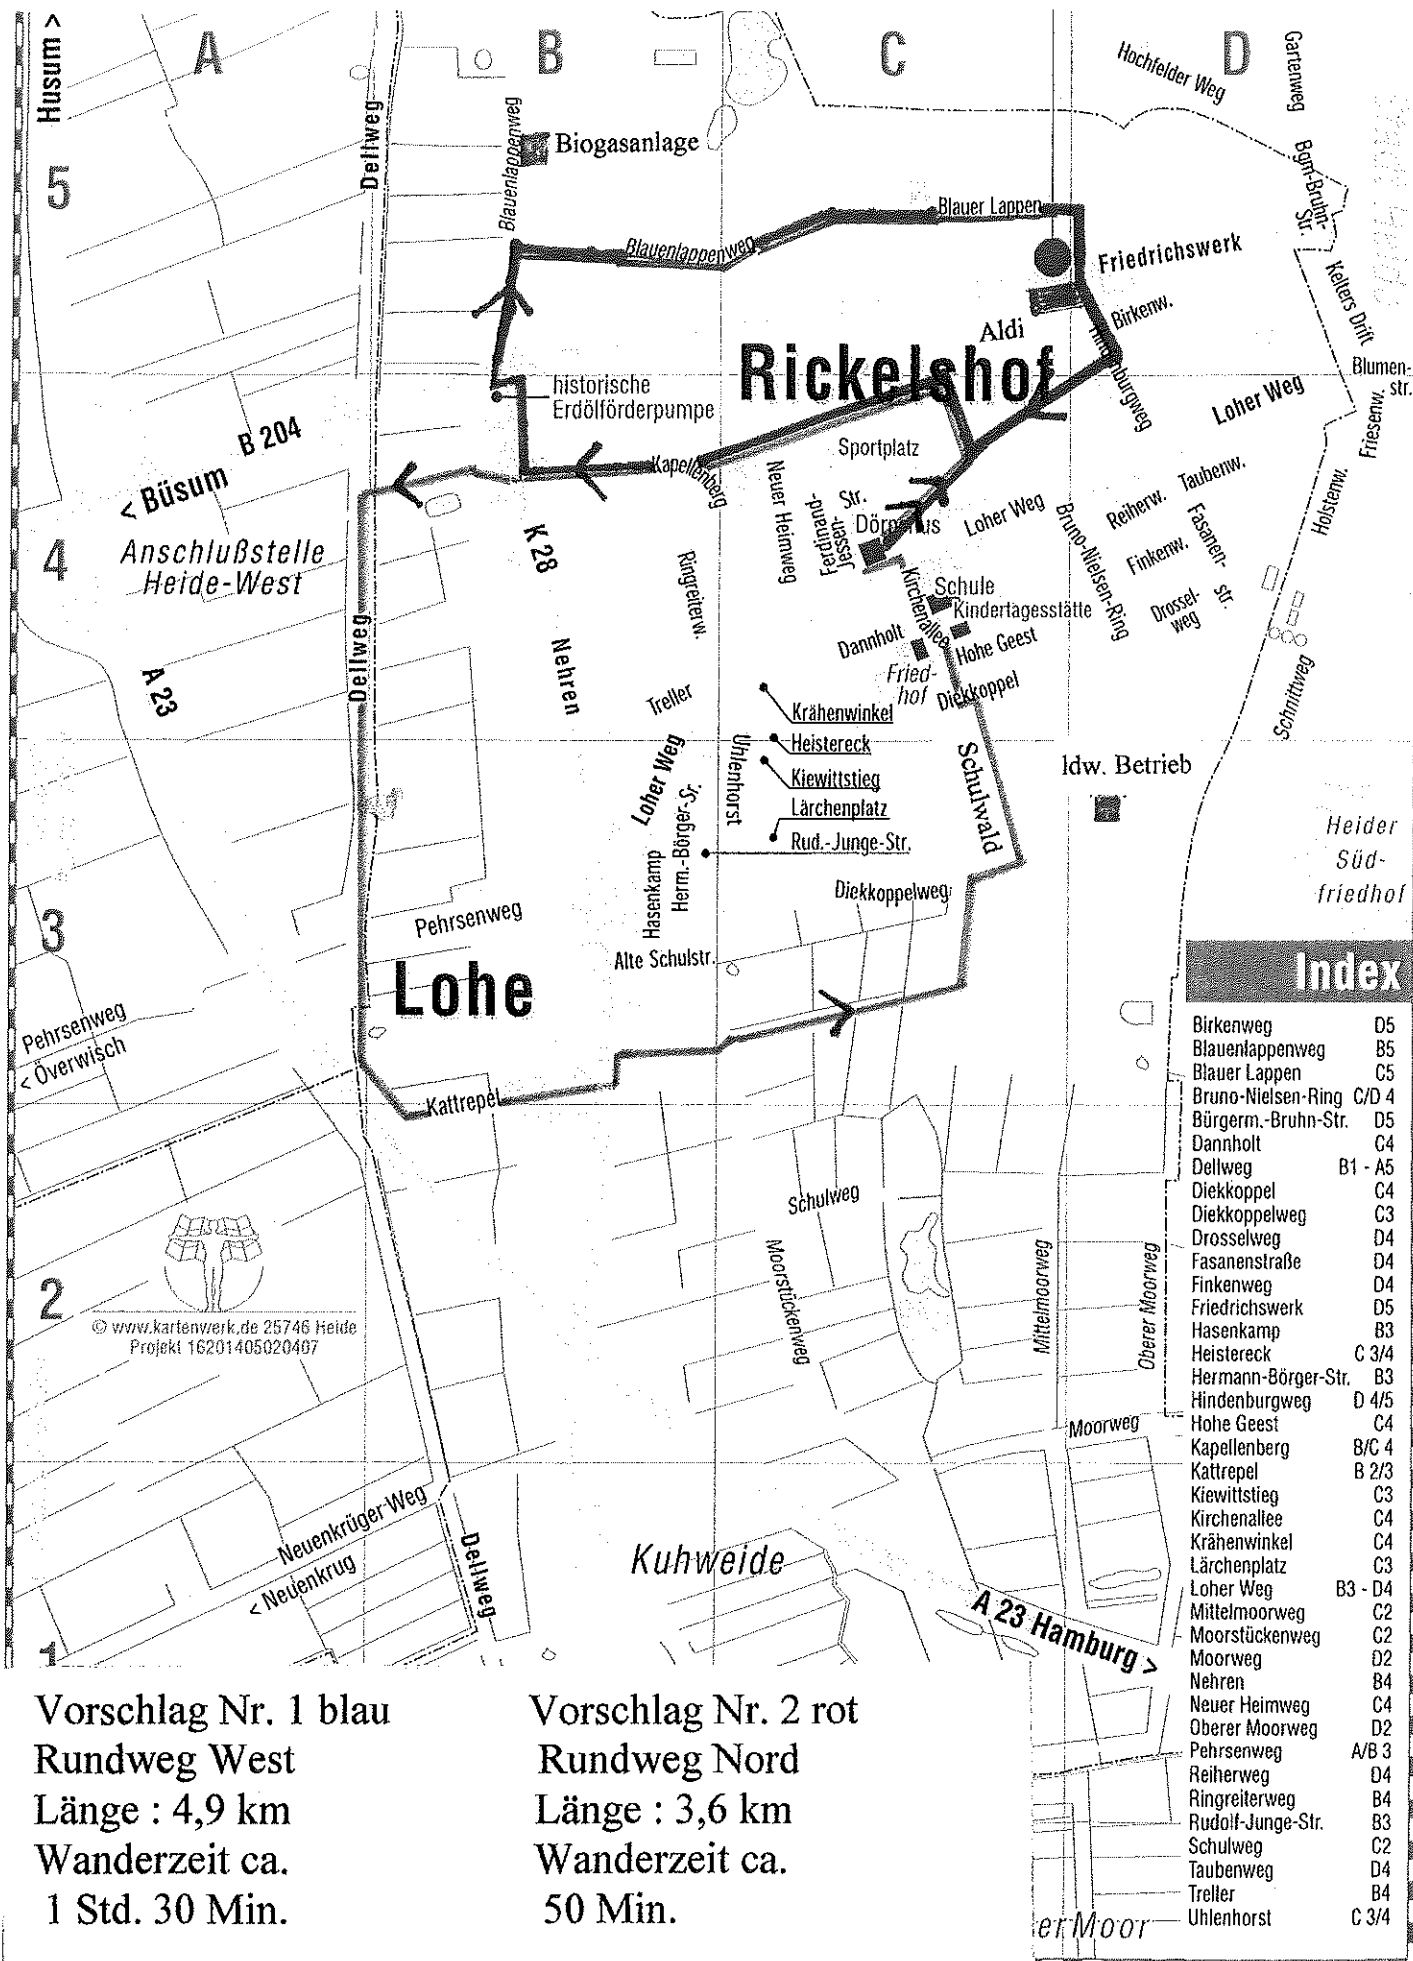 Husum >
A
B
C
D
5
4
3
2
1
Hochfelder Weg
Gartenweg
Bgm-Bruhn-
Str.
Dellweg
Blauenlappenweg
Biogasanlage
Blauenlappenweg
Blauer Lappen
Friedrichswerk
Kelters Drift
Birkenw.
Aldi
Hindenburgweg
Rickelshof
Blumen-
str.
Friesenw.
Loher Weg
historische
Erdölförderpumpe
B 204
< Büsum
Anschlußstelle
Heide-West
A 23
Sportplatz
Kapellenberg
Neuer Heimweg
Ferdinand-
Jessen-
Str.
Dörpshus
Loher Weg
Bruno-Nielsen-Ring
Reiherw.
Taubenw.
Finkenw.
Fasanen-
str.
Drossel-
weg
Holstenw.
Schnittweg
K 28
Nehren
Ringreiterw.
Kirchenallee
Schule
Kindertagesstätte
Dannholt
Hohe Geest
Fried-
hof
Diekkoppel
Dellweg
Treller
Krähenwinkel
Heistereck
Kiewittstieg
Lärchenplatz
Rud.-Junge-Str.
Loher Weg
Uhlenhorst
Herm.-Börger-Sr.
Hasenkamp
Schulwald
ldw. Betrieb
Heider
Süd-
friedhof
Diekkoppelweg
Pehrsenweg
Alte Schulstr.
Lohe
Pehrsenweg
< Överwisch
Kattrepel
Schulweg
Moorstückenweg
Mittelmoorweg
Oberer Moorweg
Moorweg
© www.kartenwerk.de 25746 Heide
Projekt 16201405020407
Neuenkrüger Weg
< Neuenkrug
Dellweg
Kuhweide
A 23 Hamburg >
er Moor
Index
Birkenweg D5
Blauenlappenweg B5
Blauer Lappen C5
Bruno-Nielsen-Ring C/D 4
Bürgerm.-Bruhn-Str. D5
Dannholt C4
Dellweg B1 - A5
Diekkoppel C4
Diekkoppelweg C3
Drosselweg D4
Fasanenstraße D4
Finkenweg D4
Friedrichswerk D5
Hasenkamp B3
Heistereck C 3/4
Hermann-Börger-Str. B3
Hindenburgweg D 4/5
Hohe Geest C4
Kapellenberg B/C 4
Kattrepel B 2/3
Kiewittstieg C3
Kirchenallee C4
Krähenwinkel C4
Lärchenplatz C3
Loher Weg B3 - D4
Mittelmoorweg C2
Moorstückenweg C2
Moorweg D2
Nehren B4
Neuer Heimweg C4
Oberer Moorweg D2
Pehrsenweg A/B 3
Reiherweg D4
Ringreiterweg B4
Rudolf-Junge-Str. B3
Schulweg C2
Taubenweg D4
Treller B4
Uhlenhorst C 3/4
Vorschlag Nr. 1 blau
Rundweg West
Länge : 4,9 km
Wanderzeit ca.
1 Std. 30 Min.
Vorschlag Nr. 2 rot
Rundweg Nord
Länge : 3,6 km
Wanderzeit ca.
50 Min.